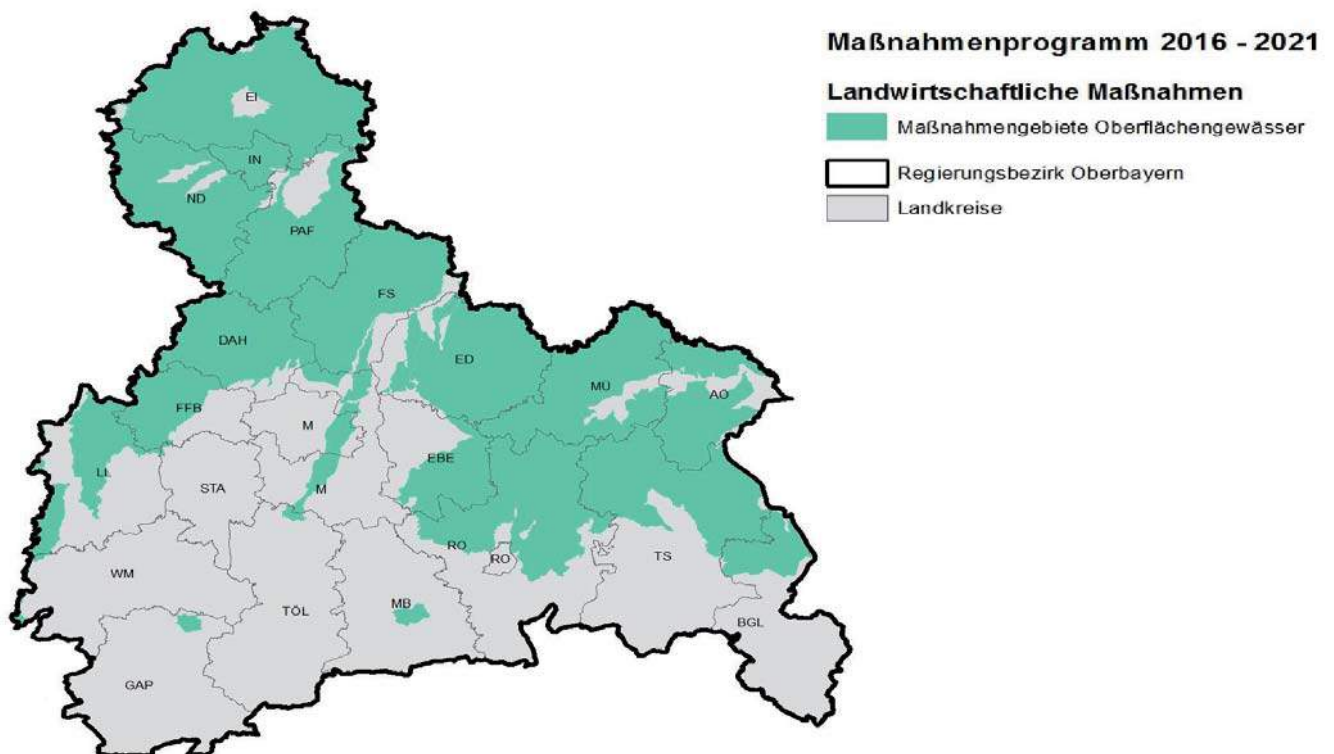 Maßnahmenprogramm 2016 - 2021
Landwirtschaftliche Maßnahmen
Maßnahmengebiete Oberflächengewässer
Regierungsbezirk Oberbayern
Landkreise
EI
IN
ND
PAF
FS
DAH
ED
MÜ
AÖ
FFB
M
EBE
LL
STA
M
RO
RO
TS
WM
TÖL
MB
BGL
GAP